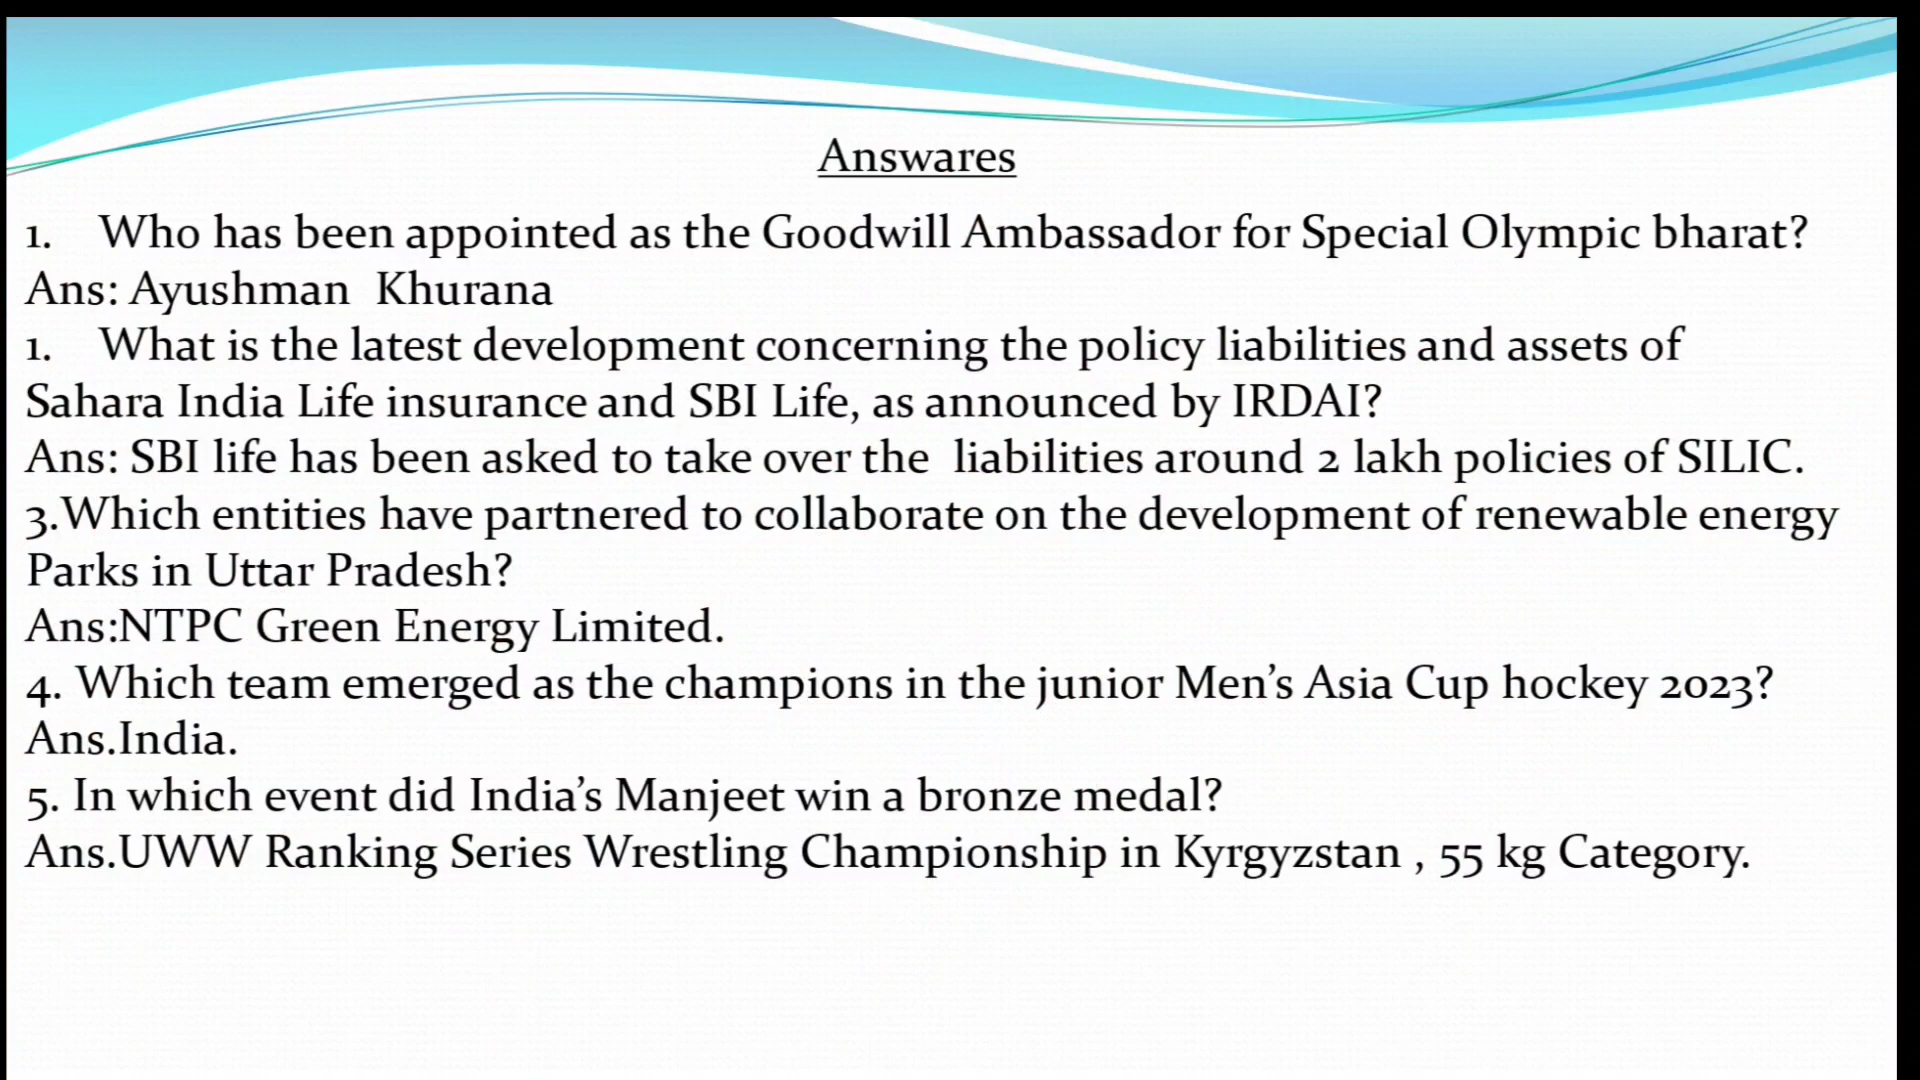 Answares
1. Who has been appointed as the Goodwill Ambassador for Special Olympic bharat?
Ans: Ayushman Khurana
1. What is the latest development concerning the policy liabilities and assets of
Sahara India Life insurance and SBI Life, as announced by IRDAI?
Ans: SBI life has been asked to take over the liabilities around 2 lakh policies of SILIC.
3.Which entities have partnered to collaborate on the development of renewable energy
Parks in Uttar Pradesh?
Ans:NTPC Green Energy Limited.
4. Which team emerged as the champions in the junior Men’s Asia Cup hockey 2023?
Ans.India.
5. In which event did India’s Manjeet win a bronze medal?
Ans.UWW Ranking Series Wrestling Championship in Kyrgyzstan , 55 kg Category.